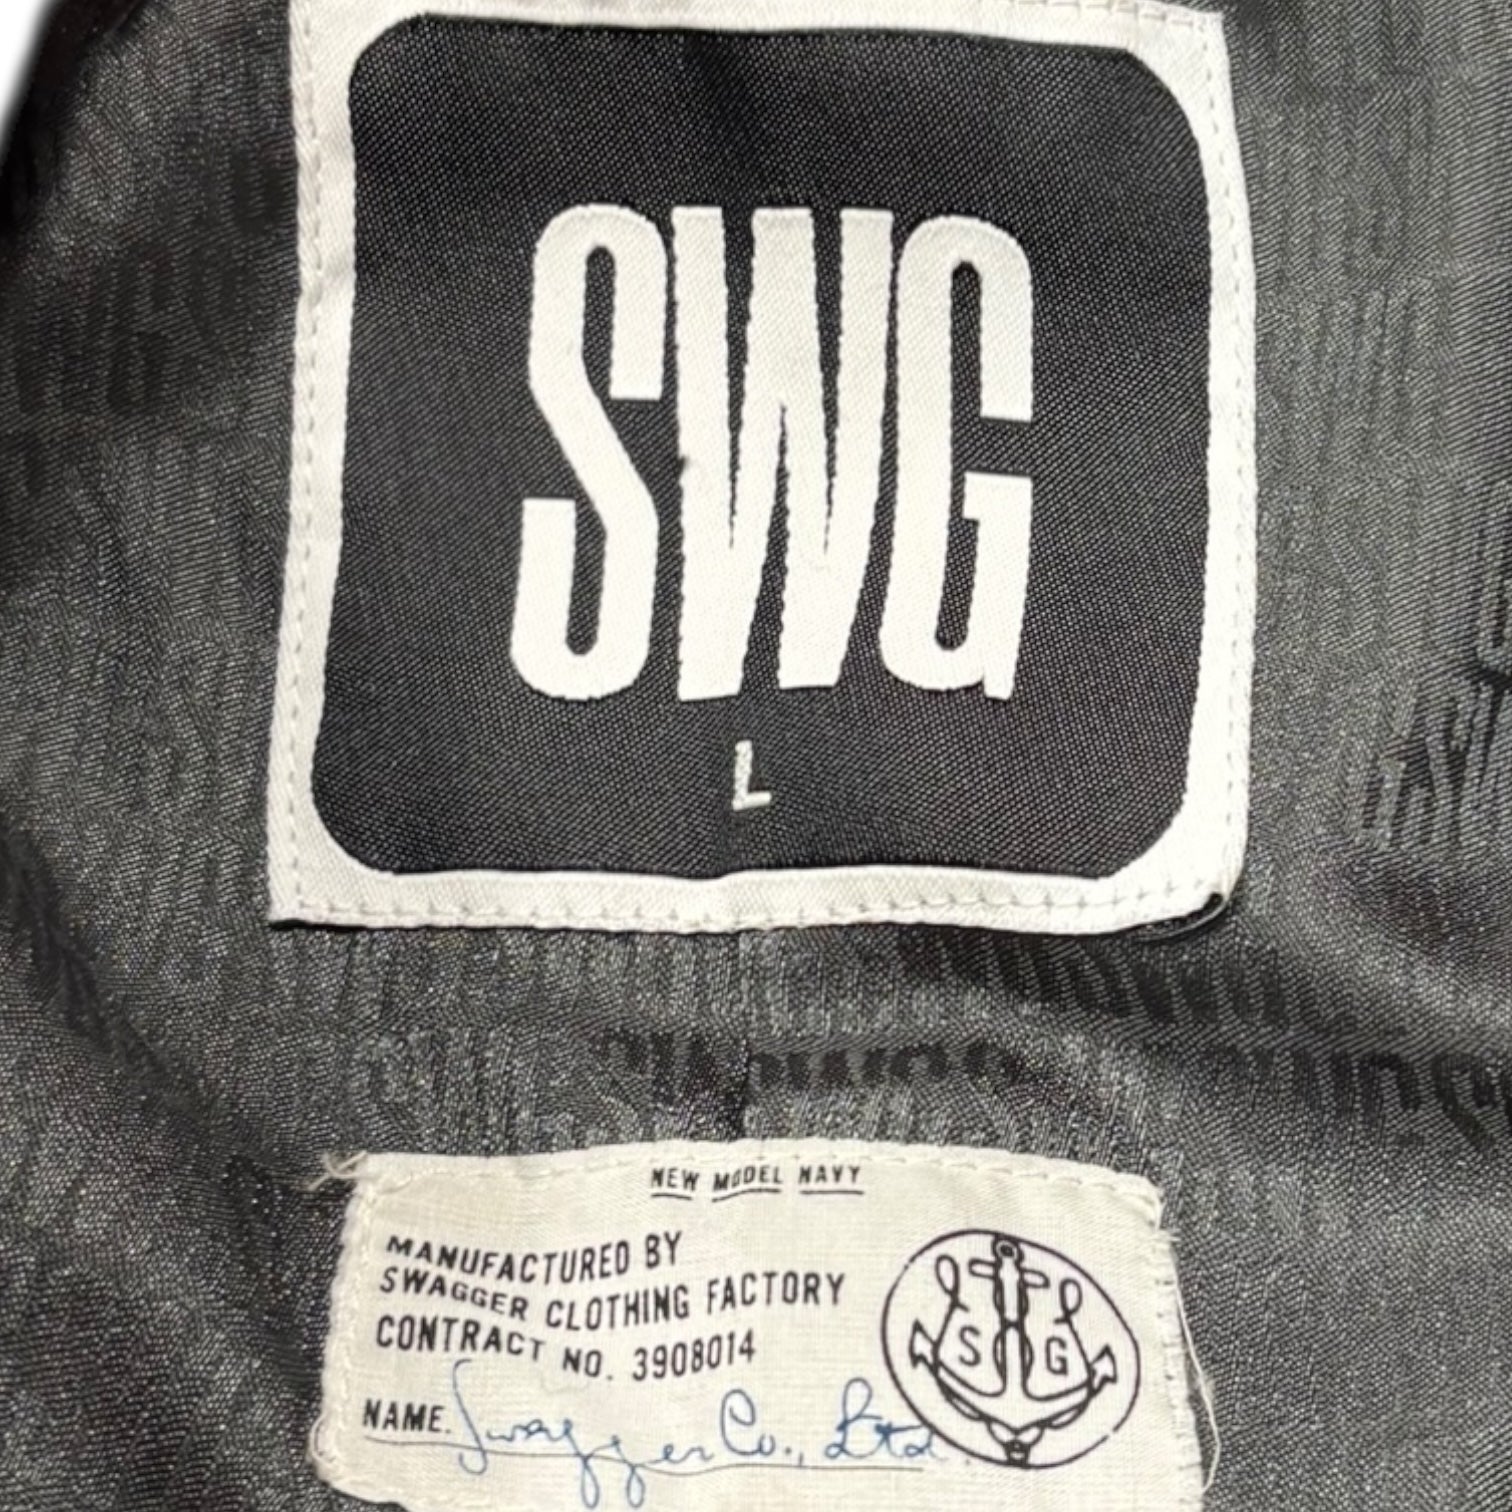 SWG
L
NEW MODEL NAVY
MANUFACTURED BY
SWAGGER CLOTHING FACTORY
CONTRACT NO. 3908014
NAME. Swagger Co., Ltd.
S G